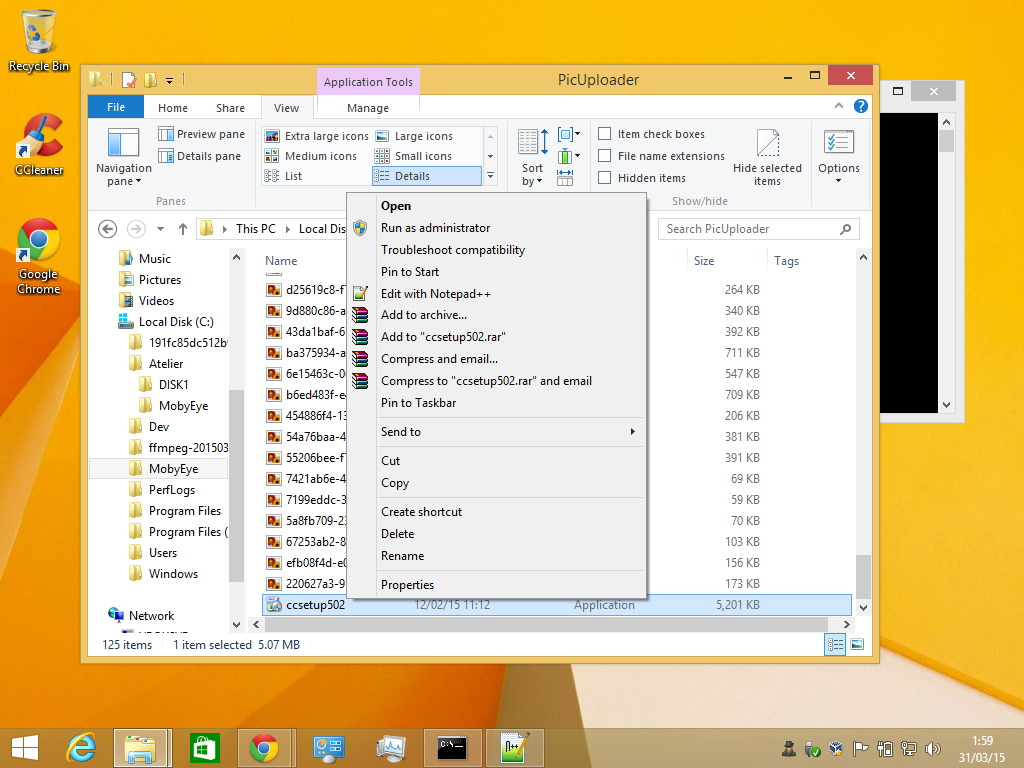 Recycle Bin
CCleaner
Google
Chrome
Application Tools
PicUploader
File
Home
Share
View
Manage
Navigation
pane
Preview pane
Details pane
Panes
Extra large icons
Large icons
Medium icons
Small icons
List
Details
Sort
by
Item check boxes
File name extensions
Hidden items
Hide selected
items
Show/hide
Options
This PC
Local Dis
Search PicUploader
Music
Pictures
Videos
Local Disk (C:)
191fc85dc512b
Atelier
DISK1
MobyEye
Dev
ffmpeg-201503
MobyEye
PerfLogs
Program Files
Program Files (
Users
Windows
Network
Name
Size
Tags
d25619c8-f
264 KB
9d880c86-a
340 KB
43da1baf-6
392 KB
ba375934-a
711 KB
6e15463c-0
547 KB
b6ed483f-e
709 KB
454886f4-13
206 KB
54a76baa-4
381 KB
55206bee-f
391 KB
7421ab6e-4
69 KB
7199eddc-3
59 KB
5a8fb709-23
70 KB
67253ab2-8
103 KB
efb08f4d-e0
156 KB
220627a3-9
173 KB
ccsetup502
12/02/15 11:12
Application
5,201 KB
Open
Run as administrator
Troubleshoot compatibility
Pin to Start
Edit with Notepad++
Add to archive...
Add to "ccsetup502.rar"
Compress and email...
Compress to "ccsetup502.rar" and email
Pin to Taskbar
Send to
Cut
Copy
Create shortcut
Delete
Rename
Properties
125 items
1 item selected 5.07 MB
1:59
31/03/15